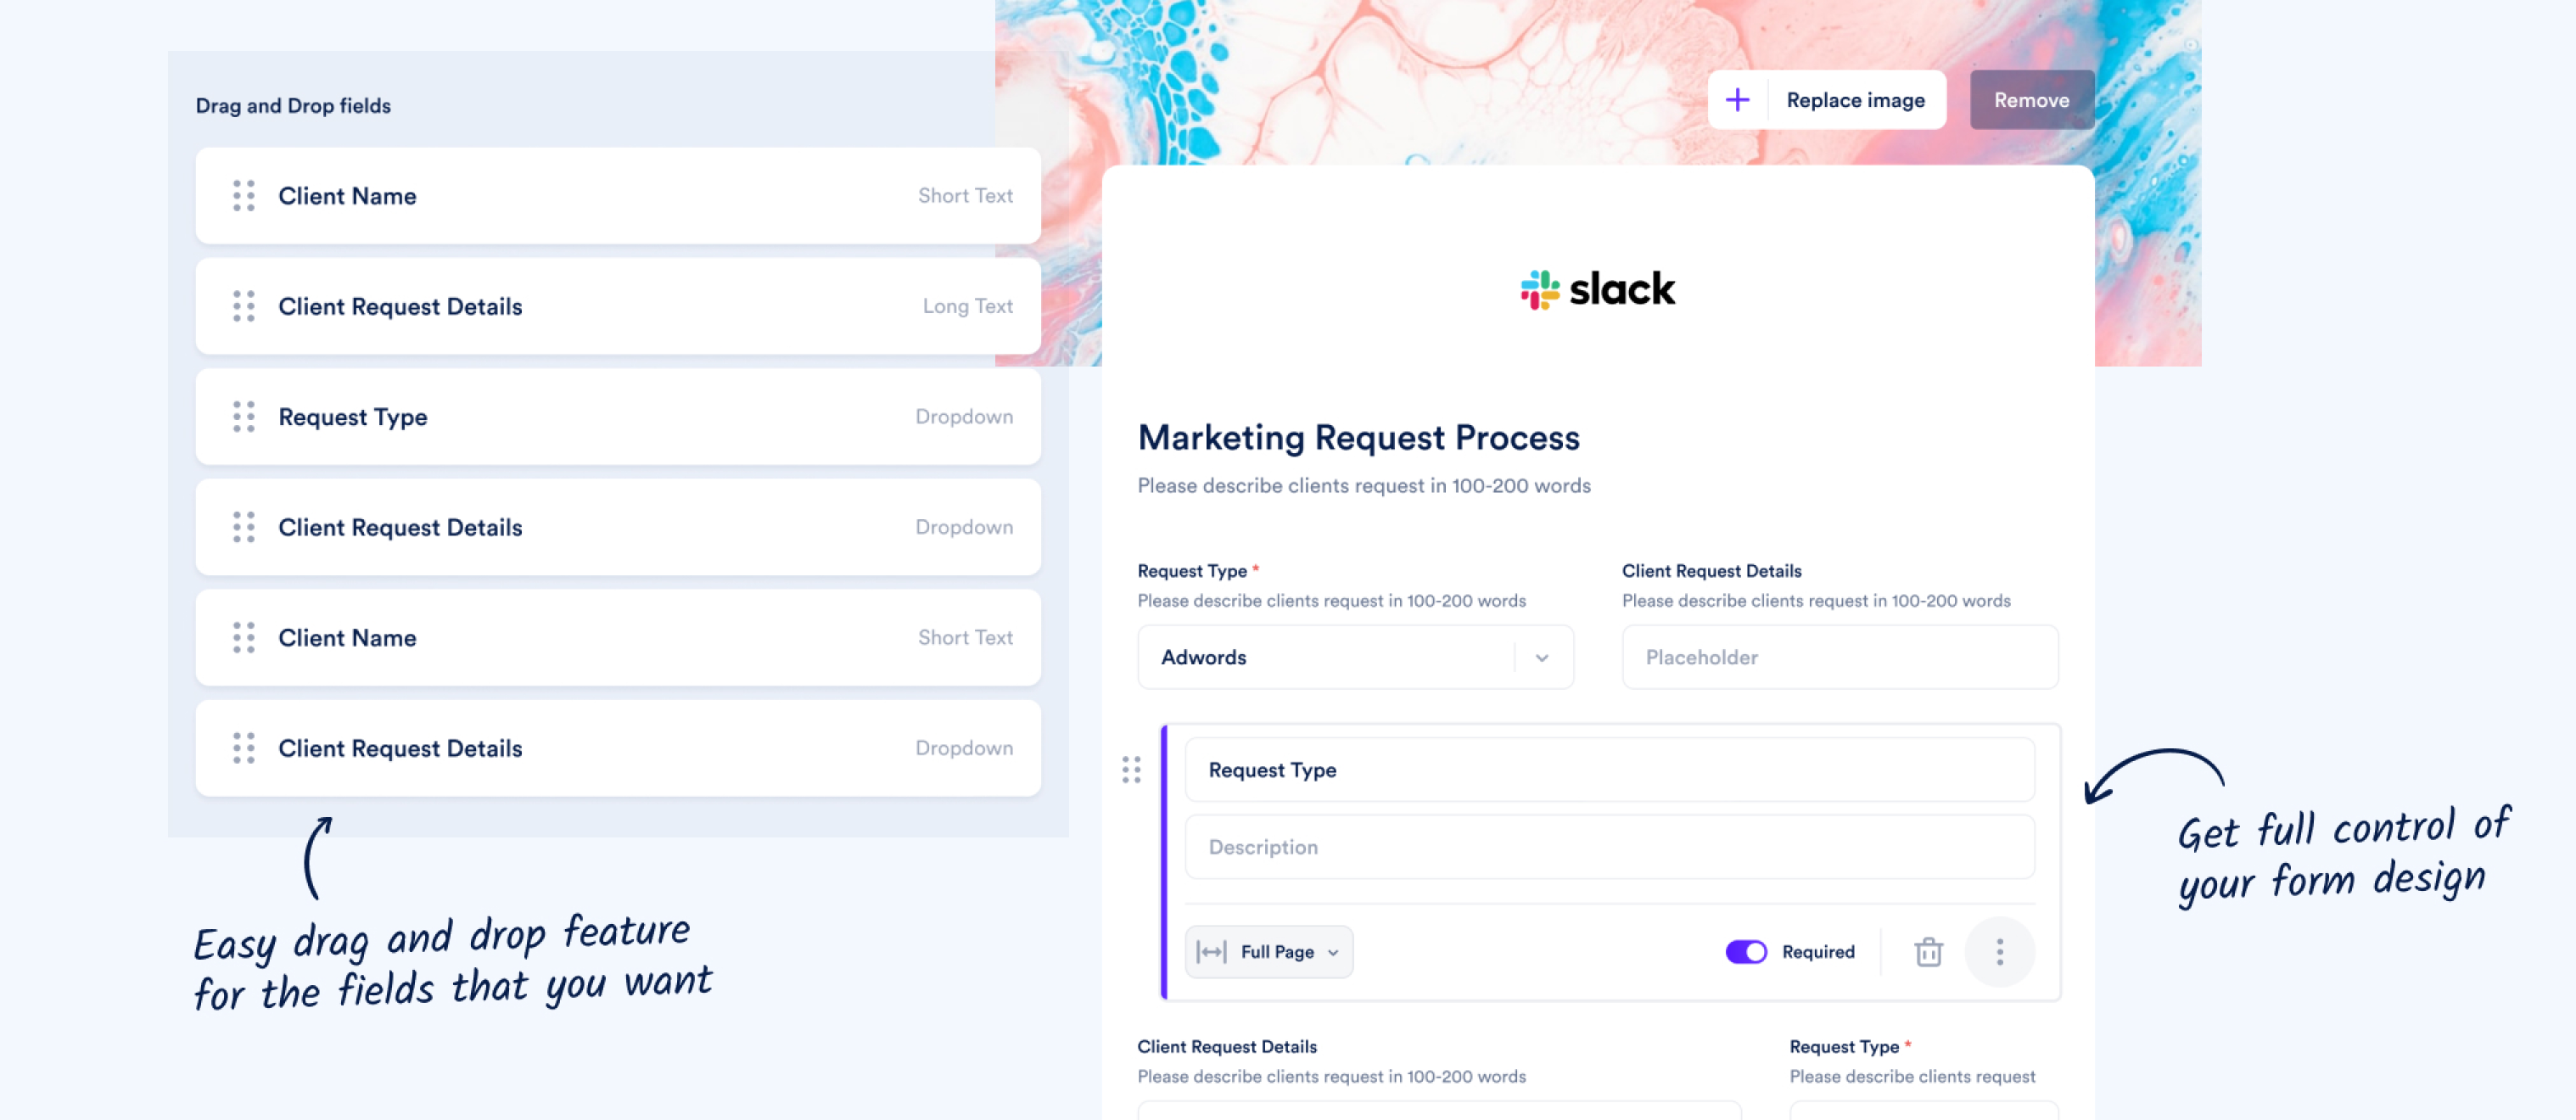 Drag and Drop fields
Client Name
Short Text
Client Request Details
Long Text
Request Type
Dropdown
Client Request Details
Dropdown
Client Name
Short Text
Client Request Details
Dropdown
Easy drag and drop feature
for the fields that you want
Replace image
Remove
slack
Marketing Request Process
Please describe clients request in 100-200 words
Request Type *
Please describe clients request in 100-200 words
Adwords
Client Request Details
Please describe clients request in 100-200 words
Placeholder
Request Type
Description
Full Page
Required
Client Request Details
Please describe clients request in 100-200 words
Request Type *
Please describe clients request
Get full control of
your form design